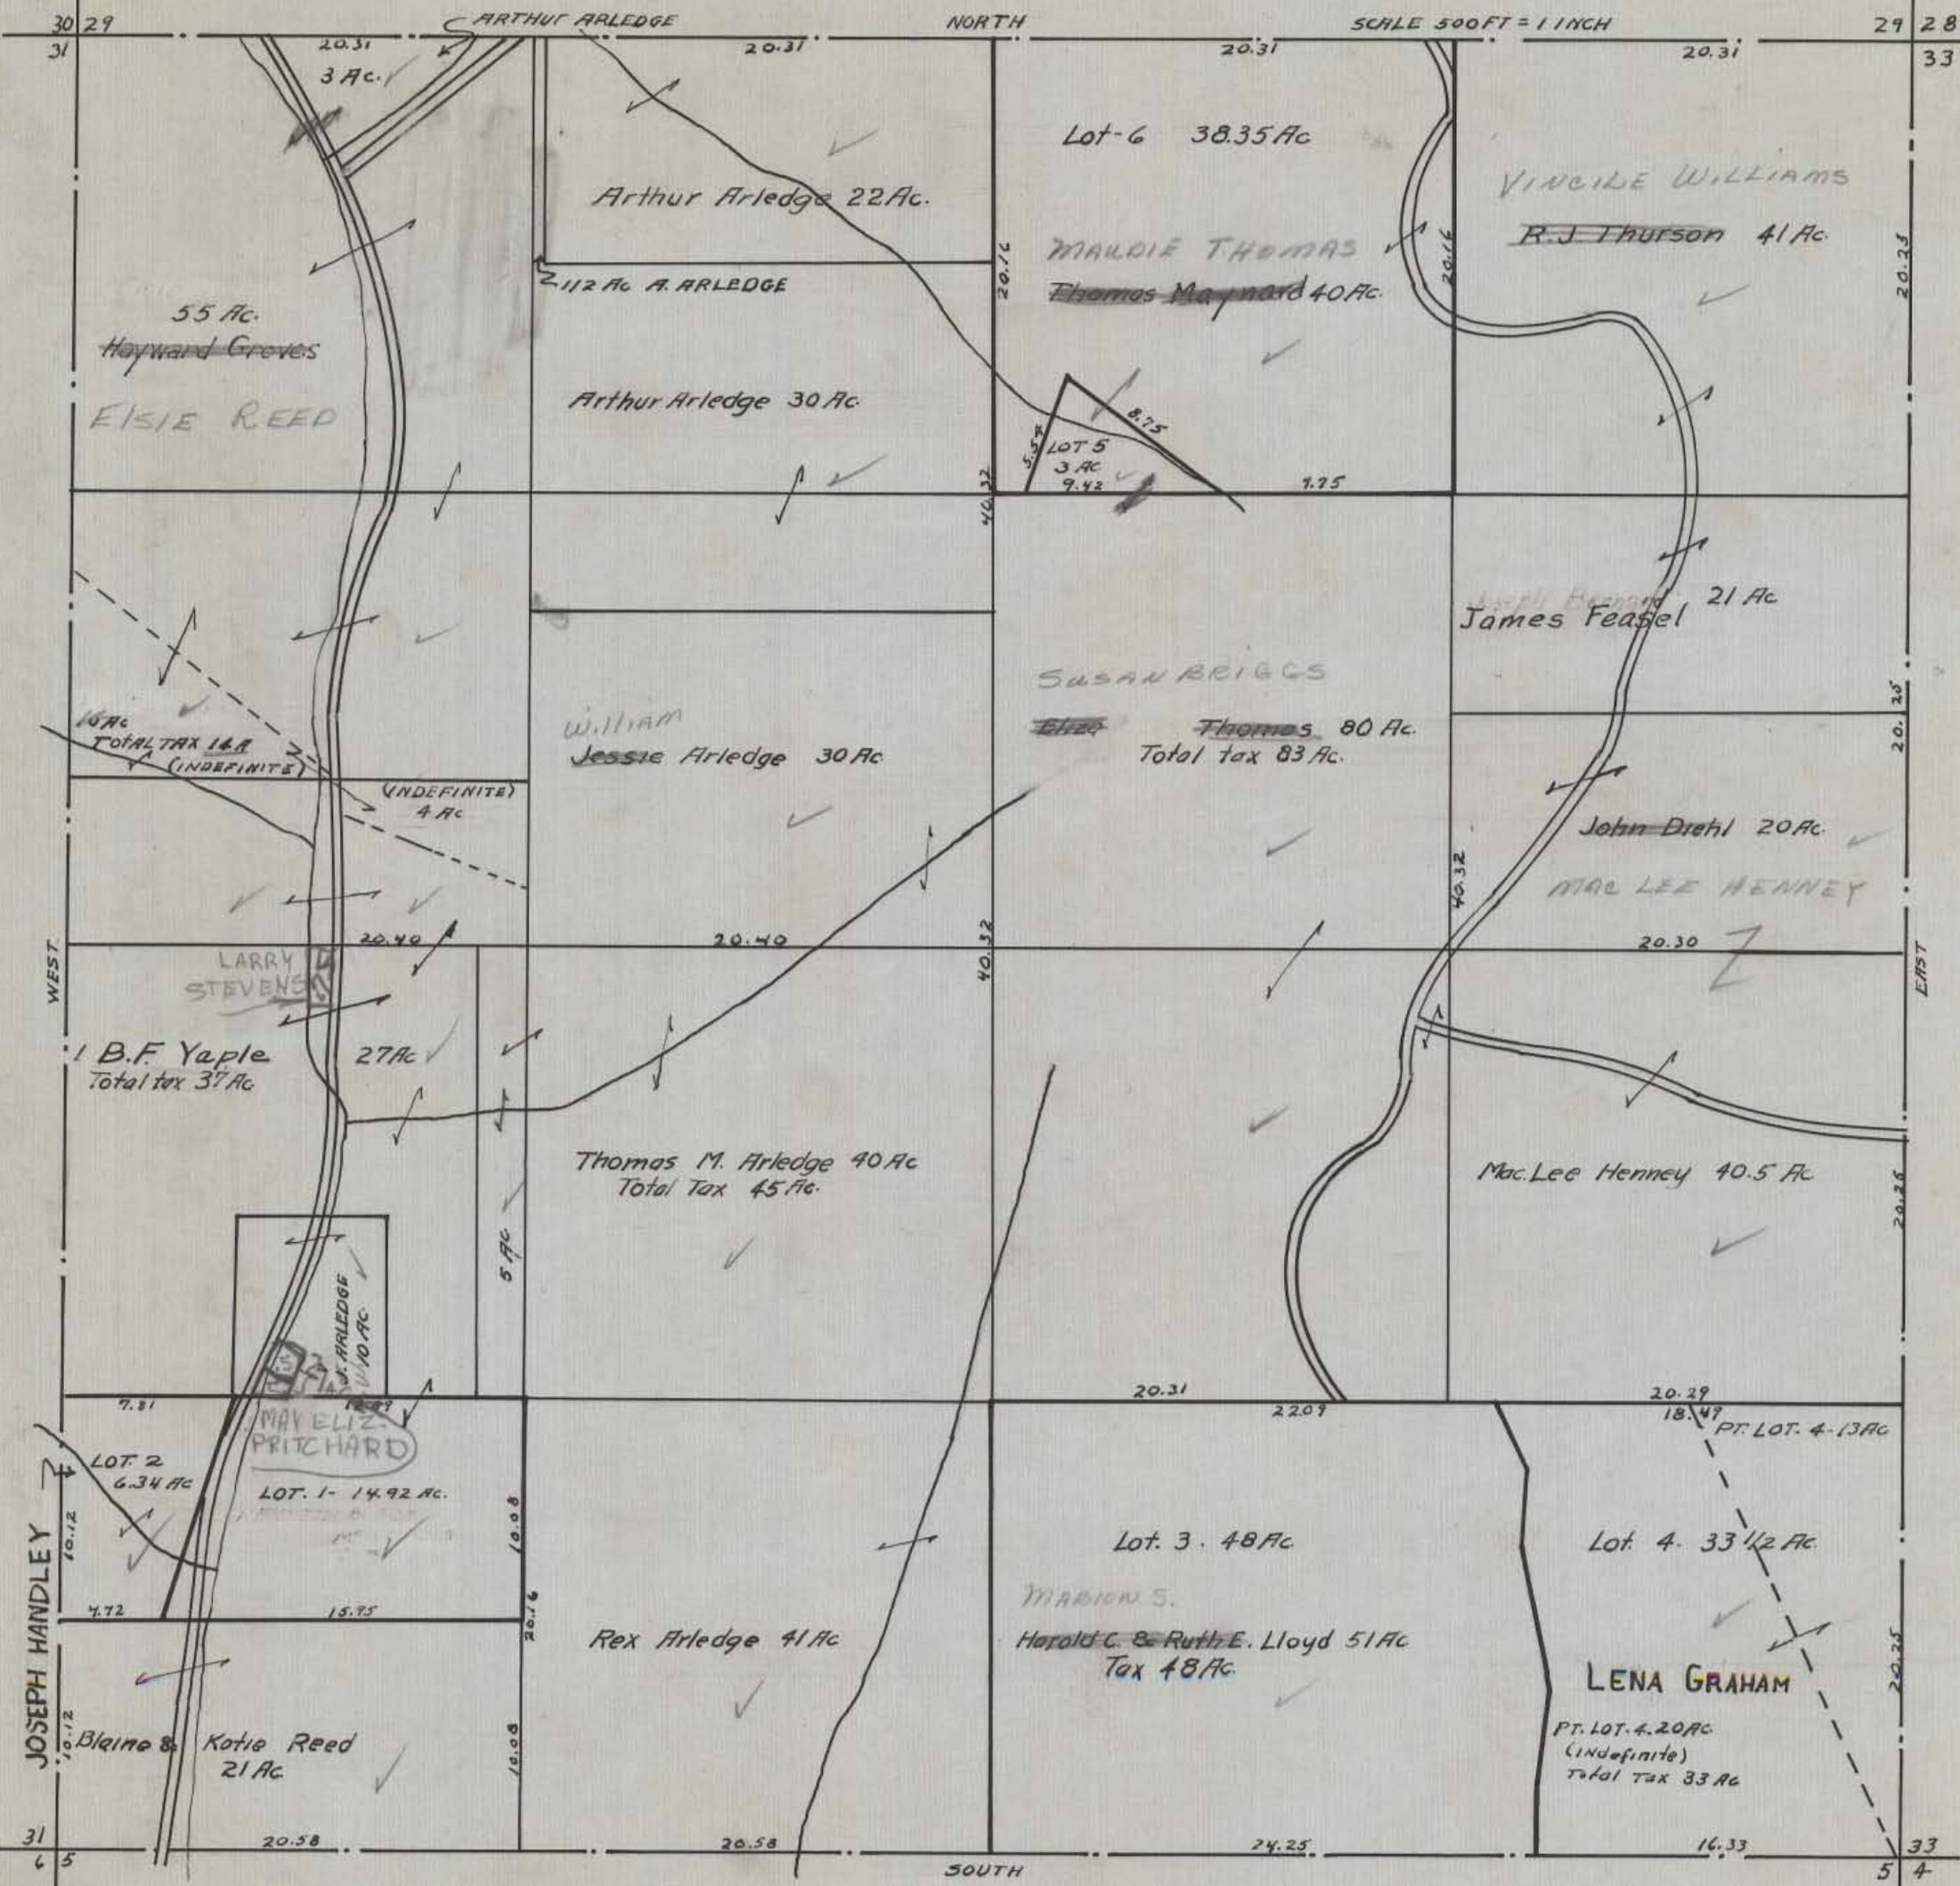 30 29
ARTHUR ARLEDGE
NORTH
SCALE 500 FT = 1 INCH
29 28
31
20.31
20.31
20.31
20.31
33
3 Ac.
Lot-6 38.35 Ac
Arthur Arledge 22 Ac.
VINCILE WILLIAMS
R.J Thurson 41 Ac.
20.16
20.16
20.25
MAUDIE THOMAS
Thomas Maynard 40 Ac.
1 1/2 Ac A. ARLEDGE
55 Ac.
Hayward Groves
ElSIE REED
Arthur Arledge 30 Ac.
8.75
5.54
LOT 5
3 AC
9.42
40.32
James Feasel
21 Ac
SUSAN BRIGGS
Eliza Thomas 80 Ac.
Total tax 83 Ac.
20.25
William
Jessie Arledge 30 Ac
TOTAL TAX 14 A
(INDEFINITE)
(INDEFINITE)
4 Ac
John Diehl 20 Ac.
MAC LEE HENNEY
40.32
WEST
20.40
20.40
40.32
20.30
EAST
LARRY
STEVENS
B.F. Yaple
Total tax 37 Ac
27 Ac
Thomas M. Arledge 40 Ac
Total Tax 45 Ac.
Mac. Lee Henney 40.5 Ac
20.25
5 AC
J. ARLEDGE
10 AC.
7.81
20.31
20.29
22.09
18.49
PT. LOT. 4-13 Ac
MAY ELIZ.
PRITCHARD
LOT. 2
6.34 Ac
LOT. 1- 14.92 Ac.
10.12
10.08
Lot. 3. 48 Ac
Lot. 4. 33 1/2 Ac
MARION S.
4.72
15.95
20.16
Rex Arledge 41 Ac
Harold C. & Ruth E. Lloyd 51 Ac
Tax 48 Ac.
20.25
LENA GRAHAM
JOSEPH HANDLEY
10.12
Blaine & Katie Reed
21 Ac
10.08
PT. LOT. 4. 20 Ac.
(INdefinite)
Total Tax 33 Ac
31
20.58
20.58
24.25
16.33
33
6 5
SOUTH
5 4